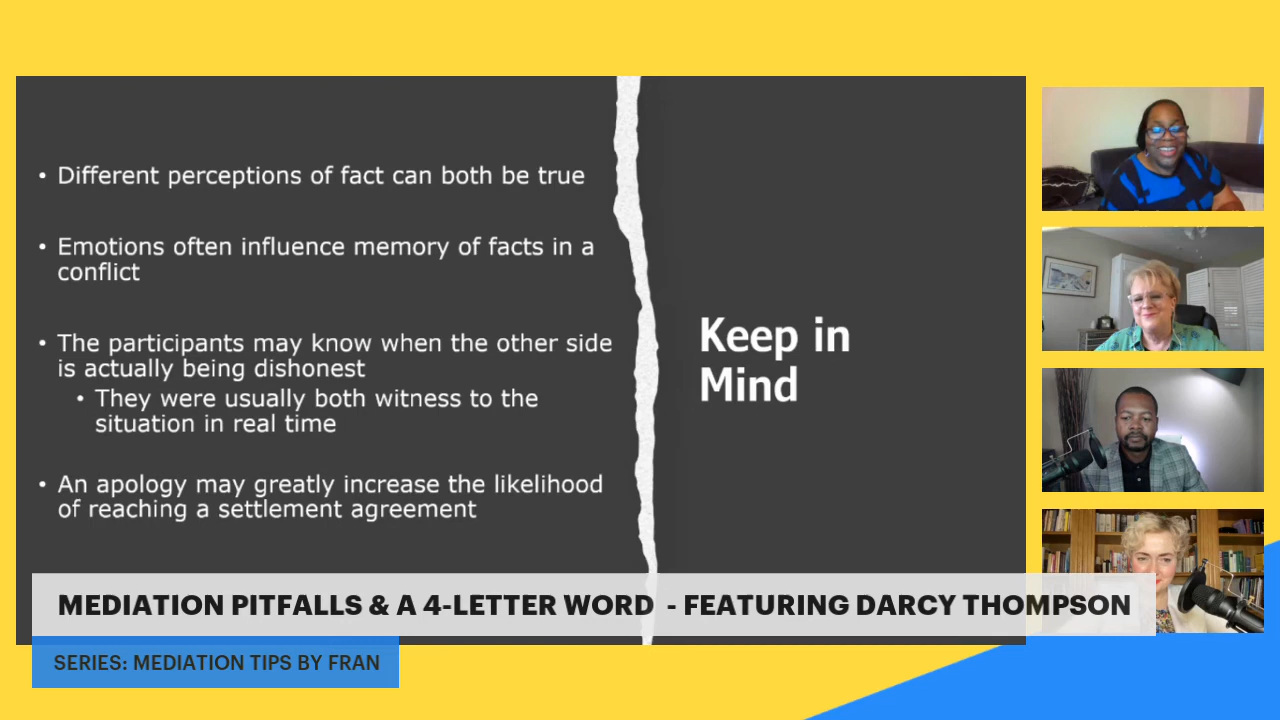 • Different perceptions of fact can both be true
• Emotions often influence memory of facts in a
conflict
• The participants may know when the other side
is actually being dishonest
• They were usually both witness to the
situation in real time
• An apology may greatly increase the likelihood
of reaching a settlement agreement
Keep in
Mind
MEDIATION PITFALLS & A 4-LETTER WORD - FEATURING DARCY THOMPSON
SERIES: MEDIATION TIPS BY FRAN